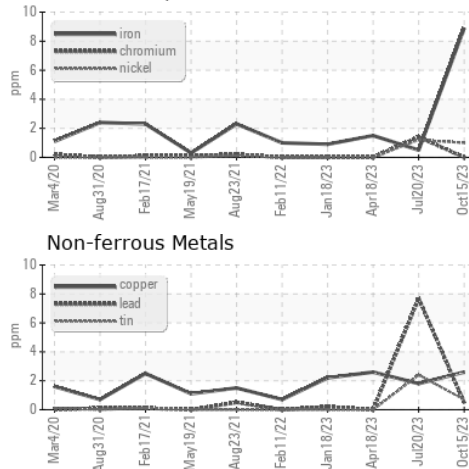 10
8
6
4
2
0
ppm
iron
chromium
nickel
Mar4/20
Aug31/20
Feb17/21
May19/21
Aug23/21
Feb11/22
Jan18/23
Apr18/23
Jul20/23
Oct15/23
Non-ferrous Metals
10
8
6
4
2
0
ppm
copper
lead
tin
Mar4/20
Aug31/20
Feb17/21
May19/21
Aug23/21
Feb11/22
Jan18/23
Apr18/23
Jul20/23
Oct15/23